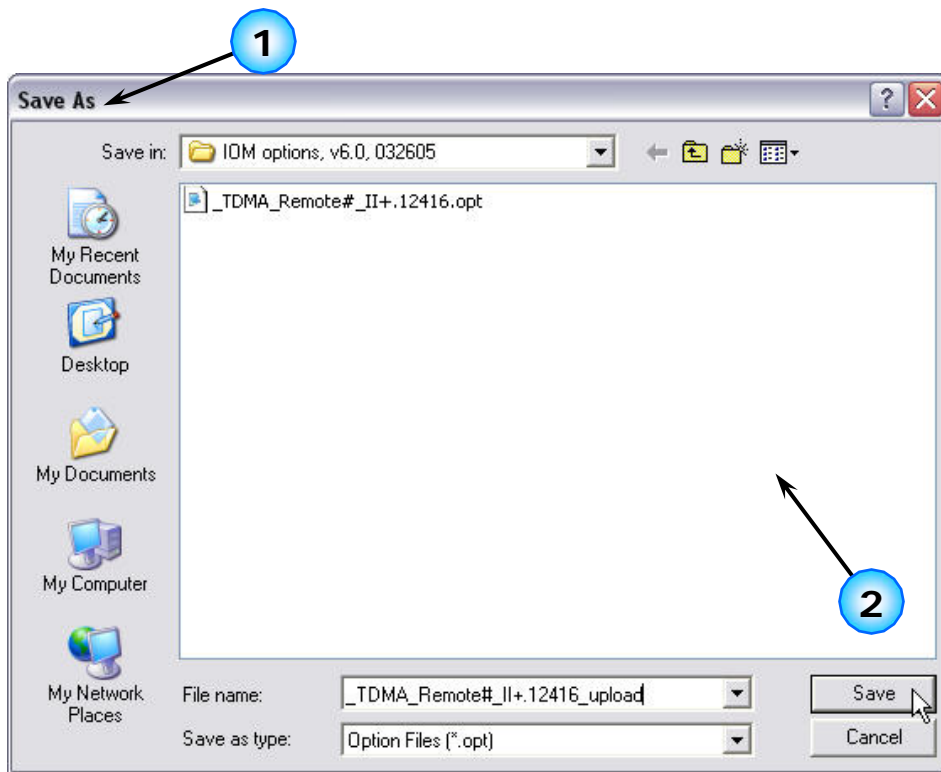 1
Save As
Save in:
IOM options, v6.0, 032605
_TDMA_Remote#_II+.12416.opt
My Recent
Documents
Desktop
My Documents
My Computer
My Network
Places
2
File name:
_TDMA_Remote#_II+.12416_upload
Save
Save as type:
Option Files (*.opt)
Cancel